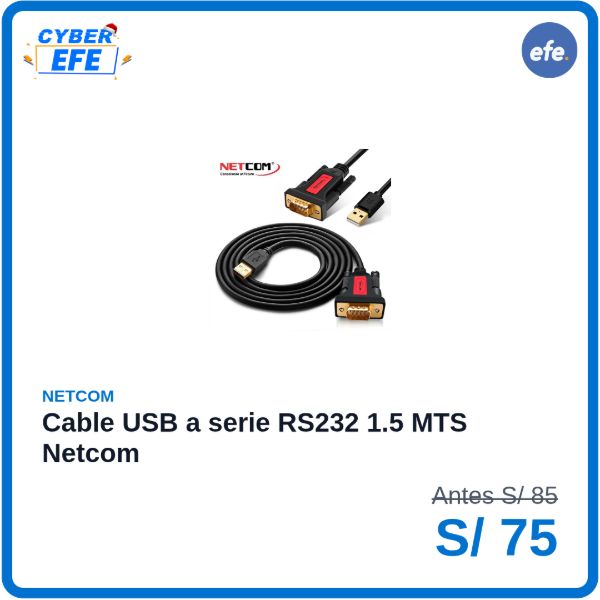 CYBER
EFE
efe.
NETCOM
NETCOM
Cable USB a serie RS232 1.5 MTS
Netcom
Antes S/ 85
S/ 75